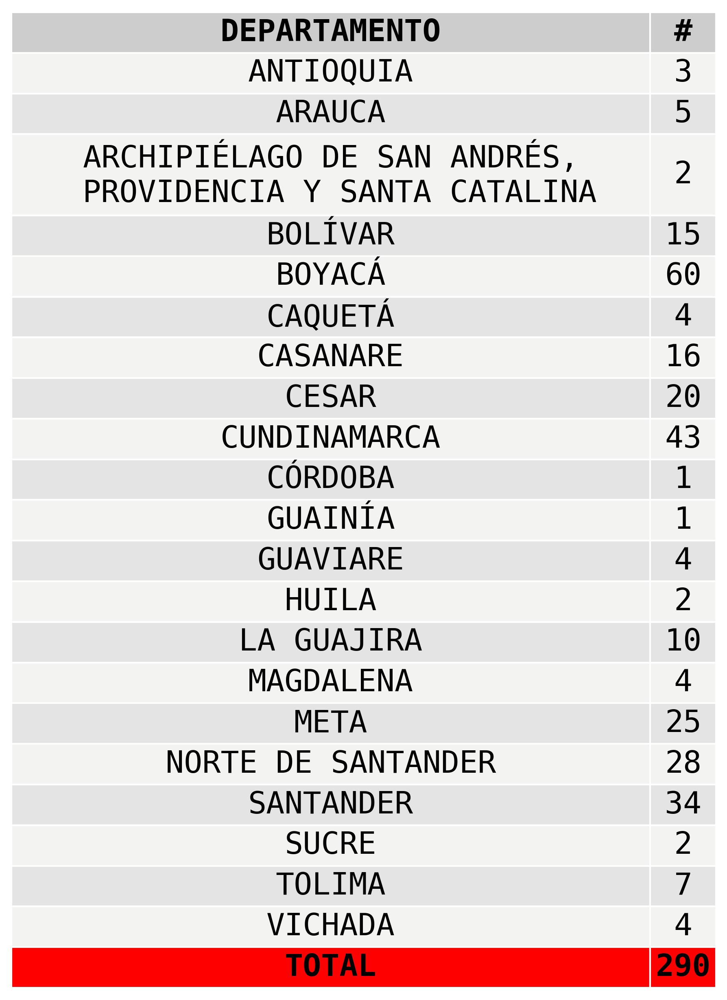 DEPARTAMENTO #
ANTIOQUIA 3
ARAUCA 5
ARCHIPIÉLAGO DE SAN ANDRÉS,
PROVIDENCIA Y SANTA CATALINA 2
BOLÍVAR 15
BOYACÁ 60
CAQUETÁ 4
CASANARE 16
CESAR 20
CUNDINAMARCA 43
CÓRDOBA 1
GUAINÍA 1
GUAVIARE 4
HUILA 2
LA GUAJIRA 10
MAGDALENA 4
META 25
NORTE DE SANTANDER 28
SANTANDER 34
SUCRE 2
TOLIMA 7
VICHADA 4
TOTAL 290